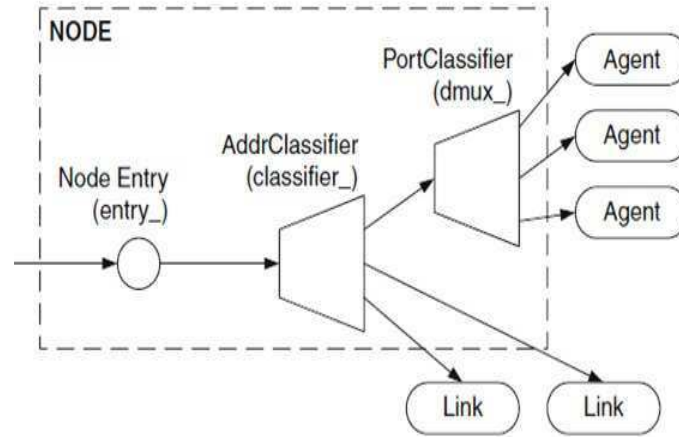 NODE
PortClassifier
(dmux_)
Agent
Agent
Agent
AddrClassifier
(classifier_)
Node Entry
(entry_)
Link
Link